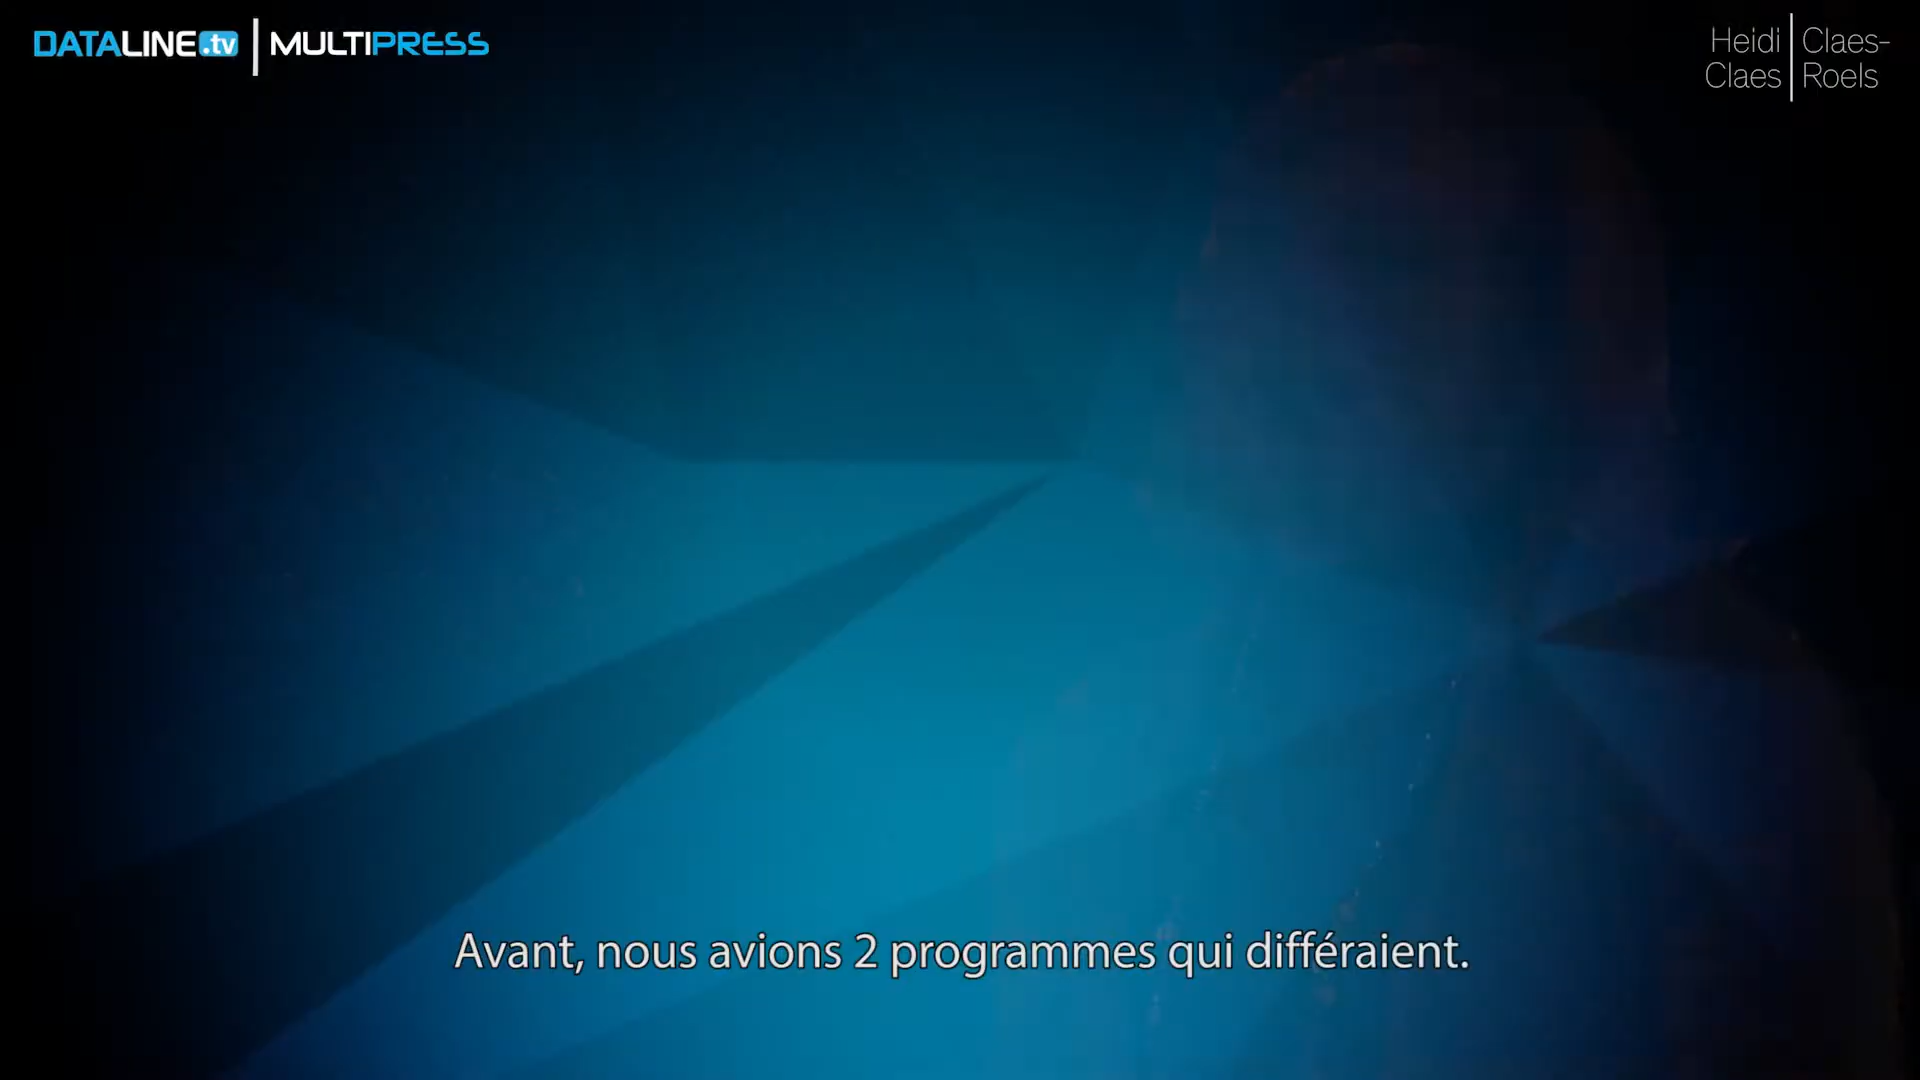 DATALINE.tv | MULTIPRESS
Heidi | Claes-
Claes | Roels
Avant, nous avions 2 programmes qui différaient.